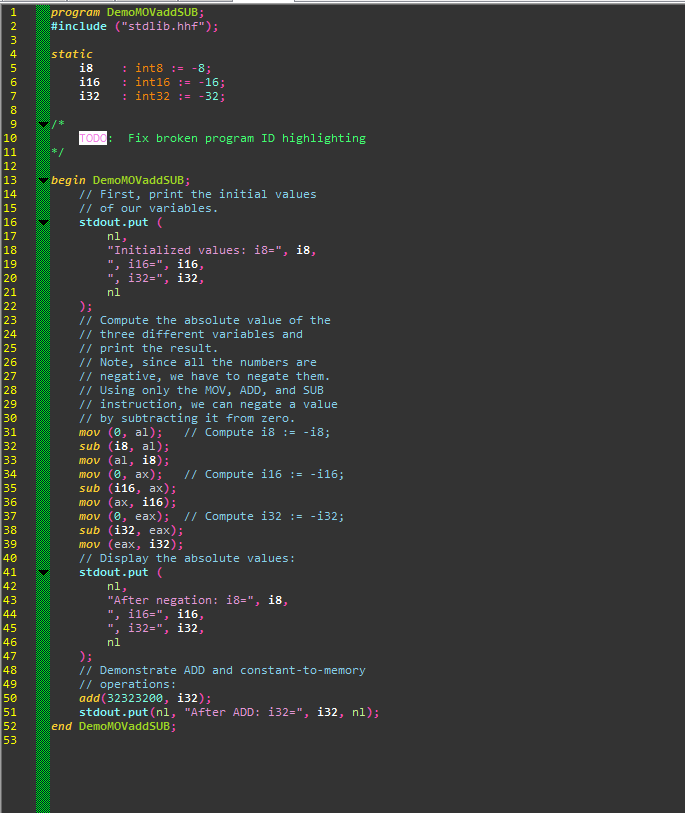 1 program DemoMOVaddSUB;
2 #include ("stdlib.hhf");
3
4 static
5     i8    : int8 := -8;
6     i16   : int16 := -16;
7     i32   : int32 := -32;
8
9 /*
10     TODO:  Fix broken program ID highlighting
11 */
12
13 begin DemoMOVaddSUB;
14     // First, print the initial values
15     // of our variables.
16     stdout.put (
17         nl,
18         "Initialized values: i8=", i8,
19         ", i16=", i16,
20         ", i32=", i32,
21         nl
22     );
23     // Compute the absolute value of the
24     // three different variables and
25     // print the result.
26     // Note, since all the numbers are
27     // negative, we have to negate them.
28     // Using only the MOV, ADD, and SUB
29     // instruction, we can negate a value
30     // by subtracting it from zero.
31     mov (0, al);   // Compute i8 := -i8;
32     sub (i8, al);
33     mov (al, i8);
34     mov (0, ax);   // Compute i16 := -i16;
35     sub (i16, ax);
36     mov (ax, i16);
37     mov (0, eax);  // Compute i32 := -i32;
38     sub (i32, eax);
39     mov (eax, i32);
40     // Display the absolute values:
41     stdout.put (
42         nl,
43         "After negation: i8=", i8,
44         ", i16=", i16,
45         ", i32=", i32,
46         nl
47     );
48     // Demonstrate ADD and constant-to-memory
49     // operations:
50     add(32323200, i32);
51     stdout.put(nl, "After ADD: i32=", i32, nl);
52 end DemoMOVaddSUB;
53